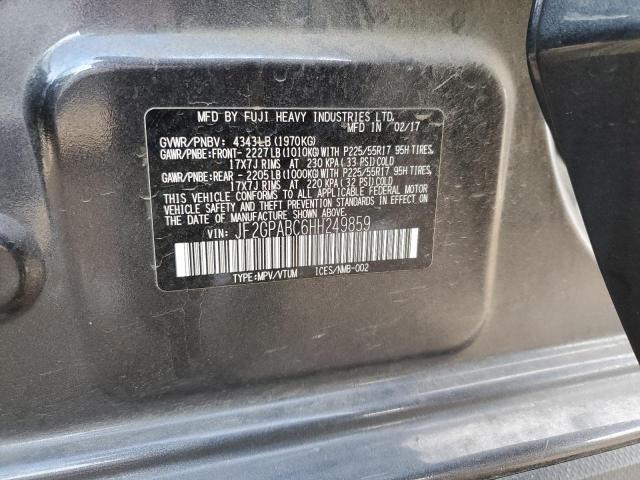 MFD BY FUJI HEAVY INDUSTRIES LTD.
MFD IN 02/17
GVWR/PNBV: 4343LB(1970KG)
GAWR/PNBE:FRONT- 2227LB(1010KG)WITH P225/55R17 95H TIRES,
17X7J RIMS AT 230 KPA(33 PSI)COLD
GAWR/PNBE:REAR - 2205LB(1000KG)WITH P225/55R17 95H TIRES,
17X7J RIMS AT 220 KPA(32 PSI)COLD
THIS VEHICLE CONFORMS TO ALL APPLICABLE FEDERAL MOTOR
VEHICLE SAFETY AND THEFT PREVENTION STANDARDS IN EFFECT ON
THE DATE OF MANUFACTURE SHOWN ABOVE.
VIN: JF2GPABC6HH249859
TYPE:MPV/VTUM ICES/NMB-002